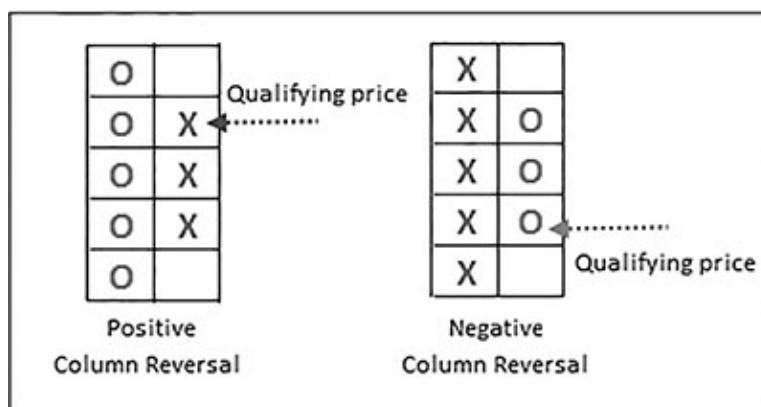 O
O X
O X
O X
O
Qualifying price
Positive
Column Reversal
X
X O
X O
X O
X
Qualifying price
Negative
Column Reversal